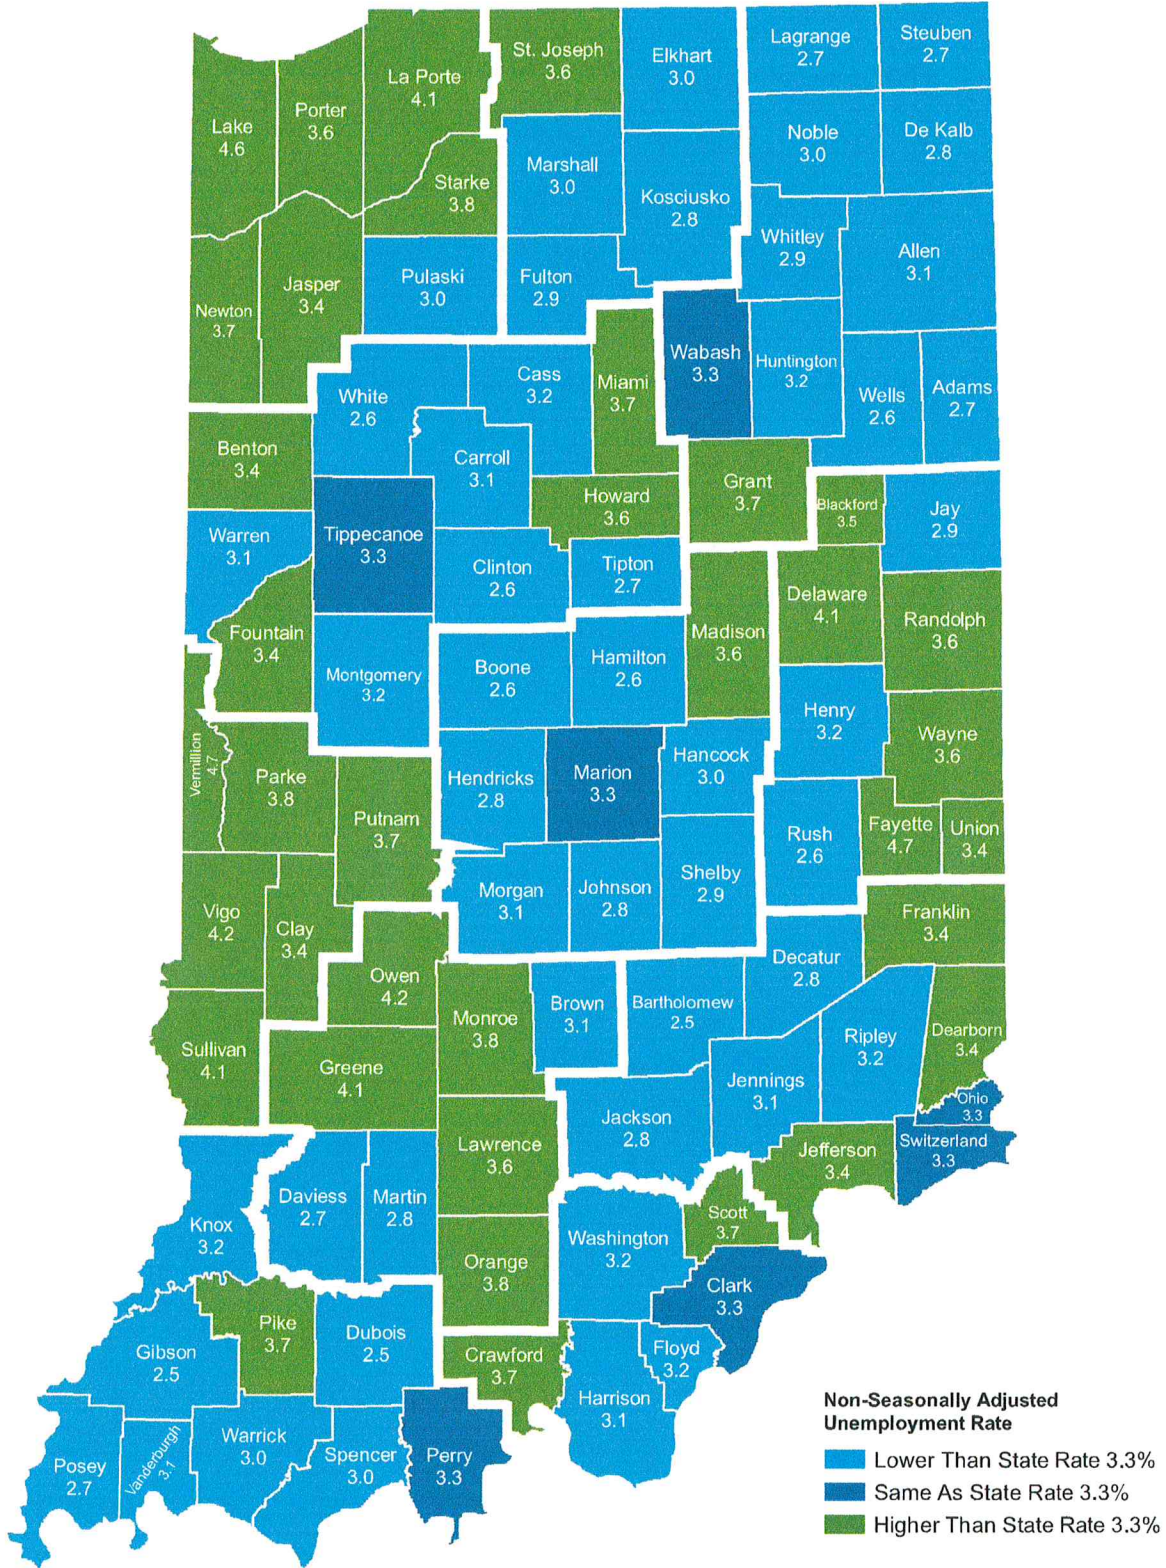 Lagrange
2.7
Steuben
2.7
St. Joseph
3.6
Elkhart
3.0
La Porte
4.1
Porter
3.6
Lake
4.6
Noble
3.0
De Kalb
2.8
Marshall
3.0
Starke
3.8
Kosciusko
2.8
Whitley
2.9
Allen
3.1
Pulaski
3.0
Fulton
2.9
Jasper
3.4
Newton
3.7
Wabash
3.3
Huntington
3.2
White
2.6
Cass
3.2
Miami
3.7
Wells
2.6
Adams
2.7
Benton
3.4
Carroll
3.1
Grant
3.7
Howard
3.6
Blackford
3.5
Jay
2.9
Warren
3.1
Tippecanoe
3.3
Clinton
2.6
Tipton
2.7
Delaware
4.1
Randolph
3.6
Fountain
3.4
Madison
3.6
Montgomery
3.2
Boone
2.6
Hamilton
2.6
Henry
3.2
Wayne
3.6
Vermillion
4.7
Parke
3.8
Hendricks
2.8
Marion
3.3
Hancock
3.0
Putnam
3.7
Rush
2.6
Fayette
4.7
Union
3.4
Morgan
3.1
Johnson
2.8
Shelby
2.9
Vigo
4.2
Clay
3.4
Franklin
3.4
Owen
4.2
Decatur
2.8
Monroe
3.8
Brown
3.1
Bartholomew
2.5
Ripley
3.2
Dearborn
3.4
Sullivan
4.1
Greene
4.1
Jennings
3.1
Ohio
3.3
Jackson
2.8
Lawrence
3.6
Jefferson
3.4
Switzerland
3.3
Knox
3.2
Daviess
2.7
Martin
2.8
Washington
3.2
Scott
3.7
Orange
3.8
Clark
3.3
Pike
3.7
Dubois
2.5
Gibson
2.5
Crawford
3.7
Floyd
3.2
Harrison
3.1
Posey
2.7
Vanderburgh
3.1
Warrick
3.0
Spencer
3.0
Perry
3.3
Non-Seasonally Adjusted
Unemployment Rate
Lower Than State Rate 3.3%
Same As State Rate 3.3%
Higher Than State Rate 3.3%